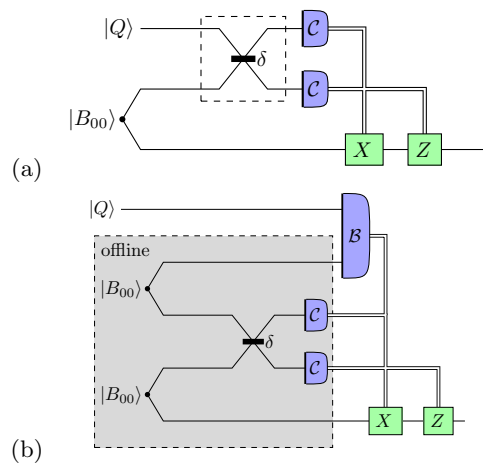 |Q⟩
δ
𝒞
𝒞
|B₀₀⟩
X Z
(a)
|Q⟩
ℬ
offline
|B₀₀⟩
𝒞
δ
𝒞
|B₀₀⟩
X Z
(b)